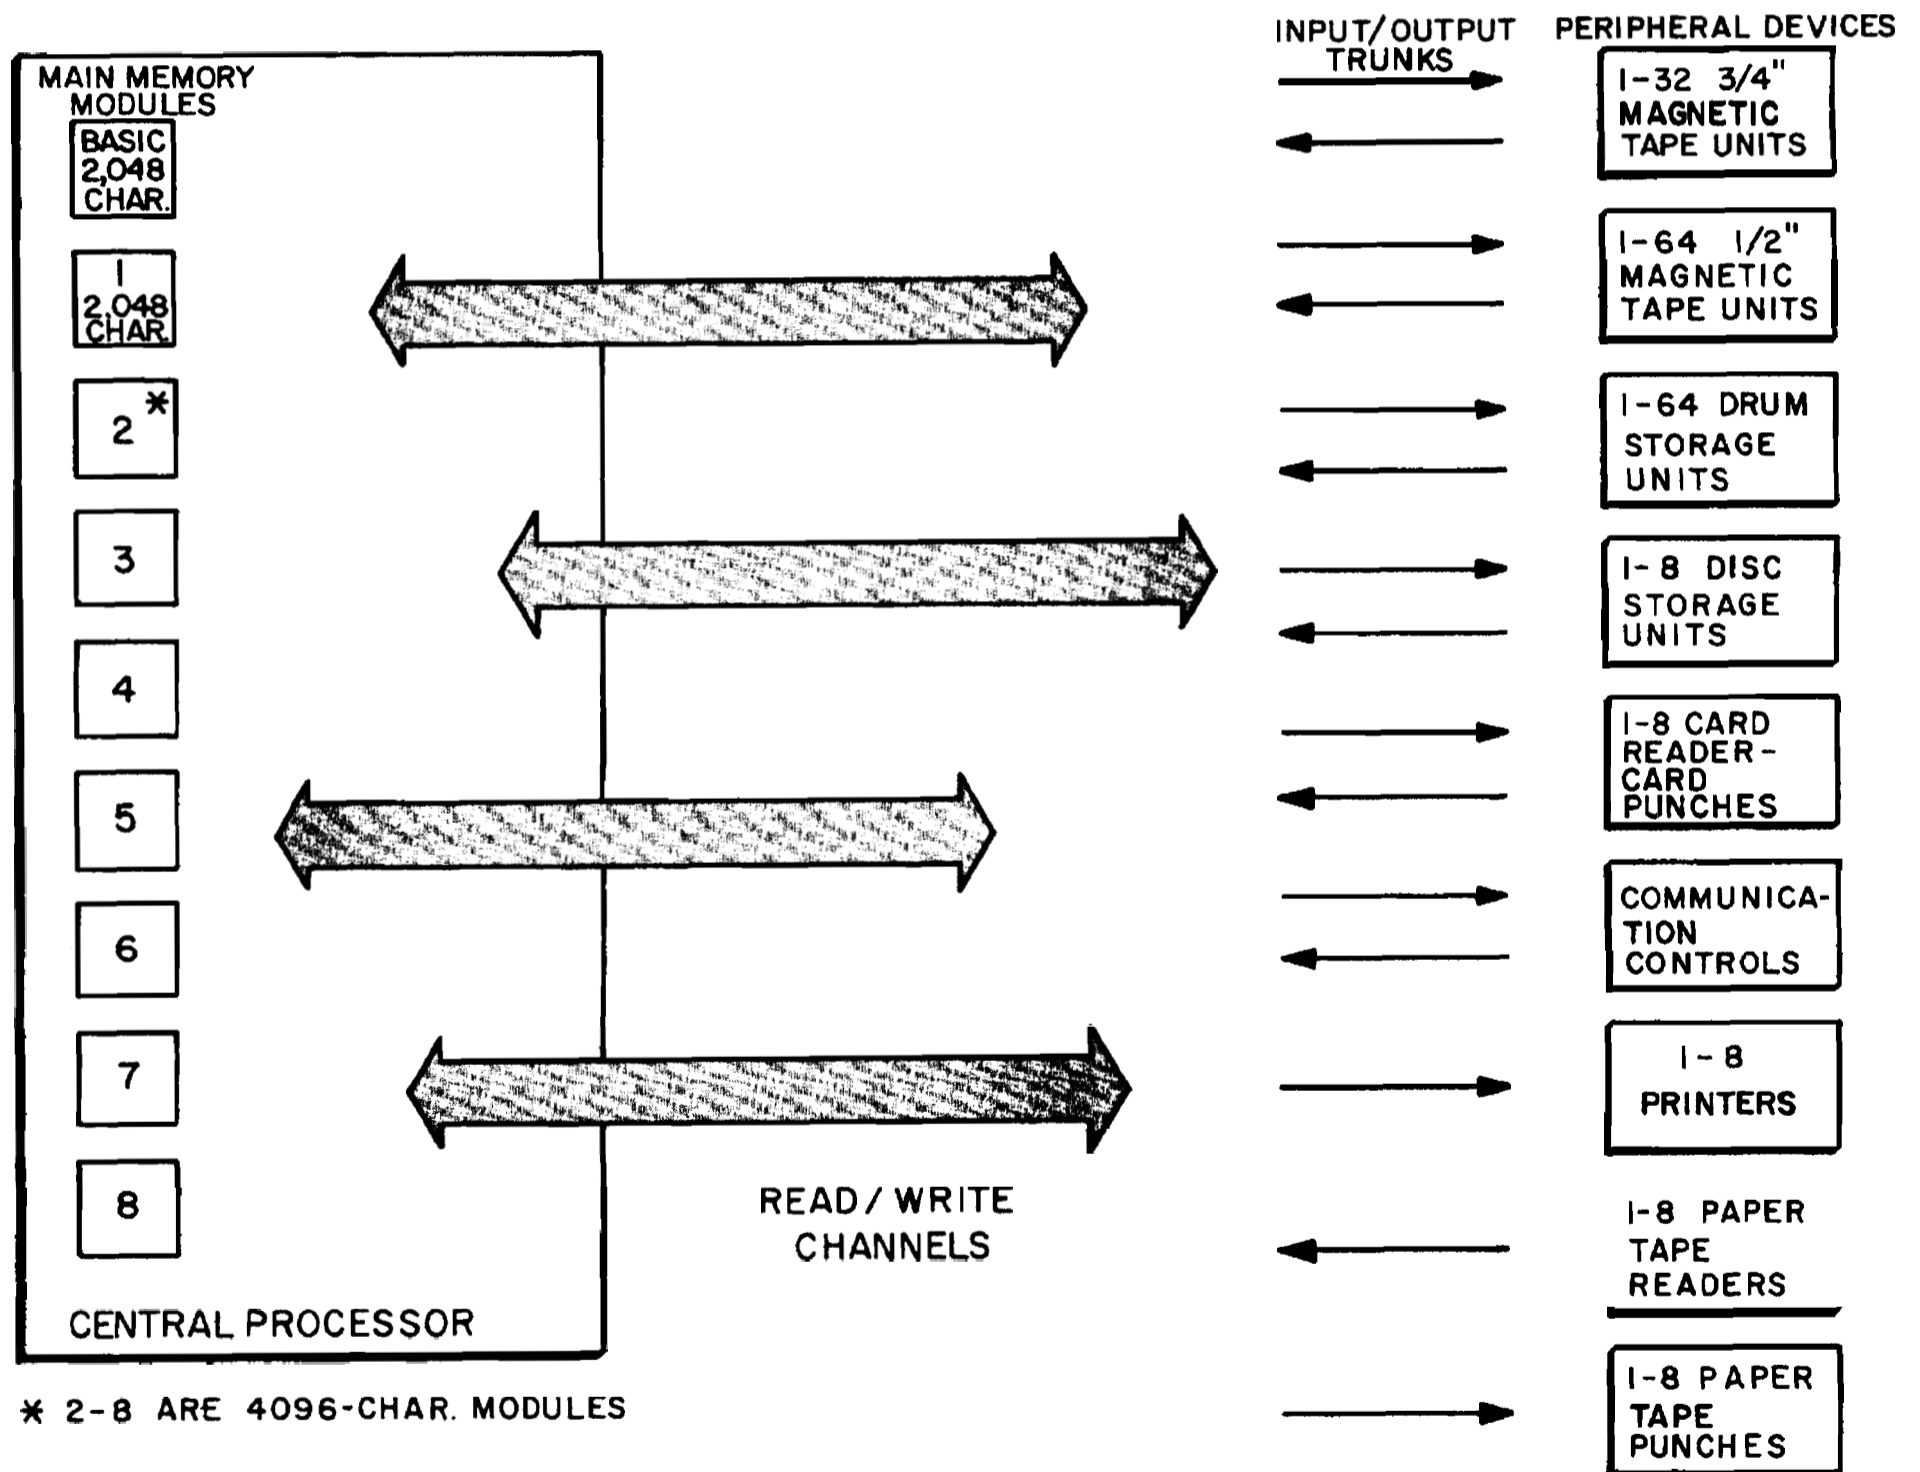 MAIN MEMORY
MODULES
BASIC
2,048
CHAR.
1
2,048
CHAR.
2 *
3
4
5
6
7
8
CENTRAL PROCESSOR
* 2-8 ARE 4096-CHAR. MODULES
READ/WRITE
CHANNELS
INPUT/OUTPUT
TRUNKS
PERIPHERAL DEVICES
1-32 3/4"
MAGNETIC
TAPE UNITS
1-64 1/2"
MAGNETIC
TAPE UNITS
1-64 DRUM
STORAGE
UNITS
1-8 DISC
STORAGE
UNITS
1-8 CARD
READER-
CARD
PUNCHES
COMMUNICA-
TION
CONTROLS
1-8
PRINTERS
1-8 PAPER
TAPE
READERS
1-8 PAPER
TAPE
PUNCHES